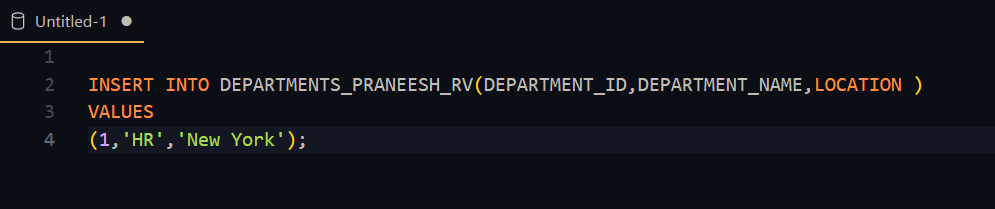 Untitled-1
1
2 INSERT INTO DEPARTMENTS_PRANEESH_RV(DEPARTMENT_ID,DEPARTMENT_NAME,LOCATION )
3 VALUES
4 (1,'HR','New York');